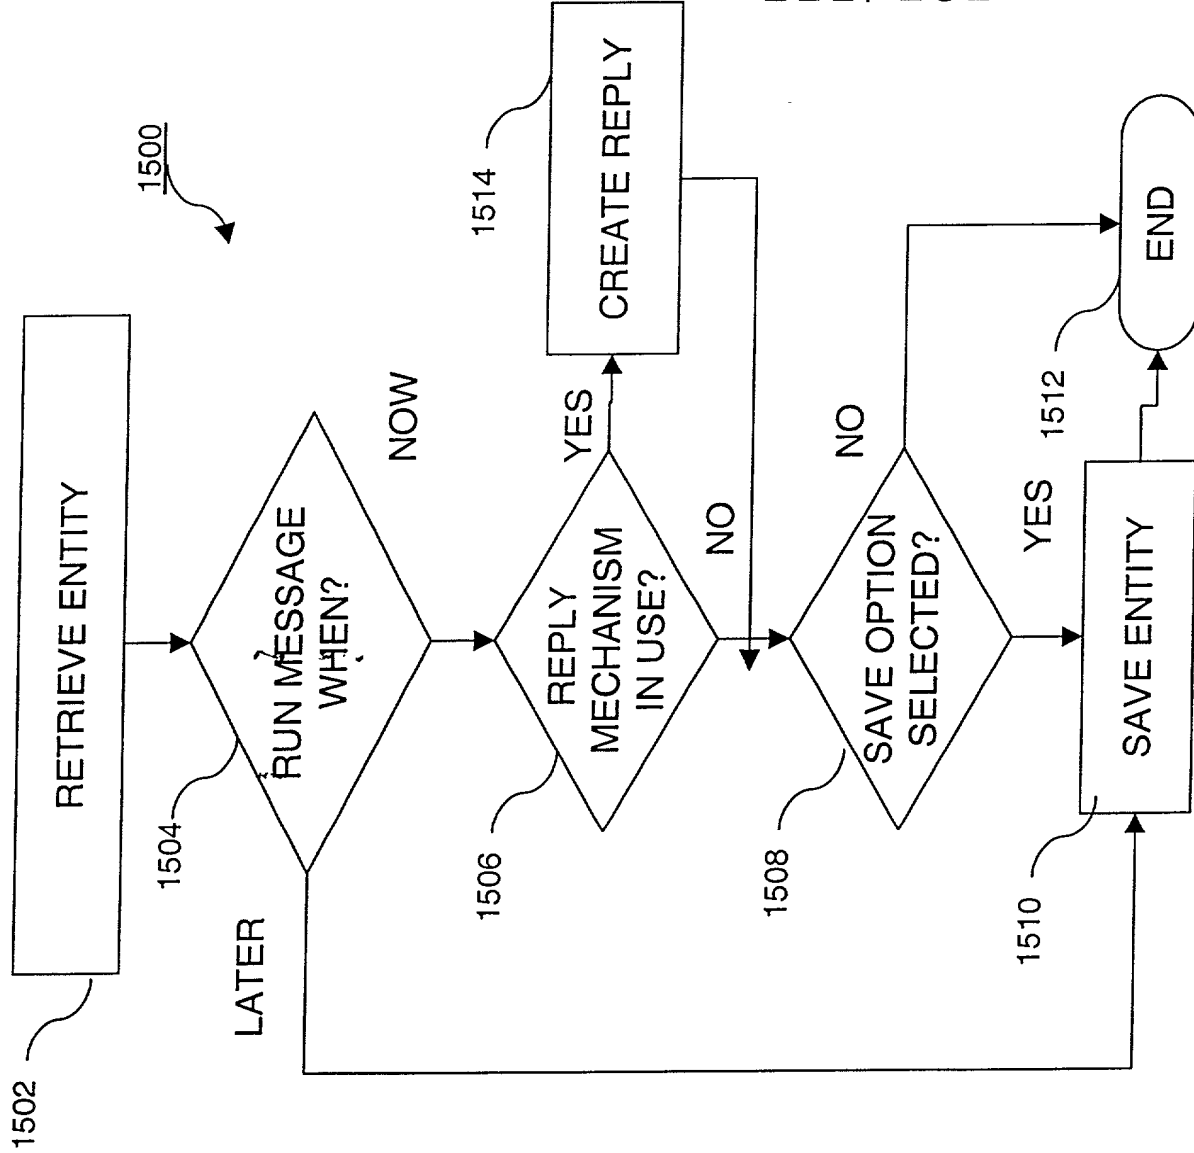 1500
1502
RETRIEVE ENTITY
1504
RUN MESSAGE
WHEN?
LATER
NOW
1506
REPLY
MECHANISM
IN USE?
YES
1514
CREATE REPLY
NO
1508
SAVE OPTION
SELECTED?
NO
YES
1510
SAVE ENTITY
1512
END